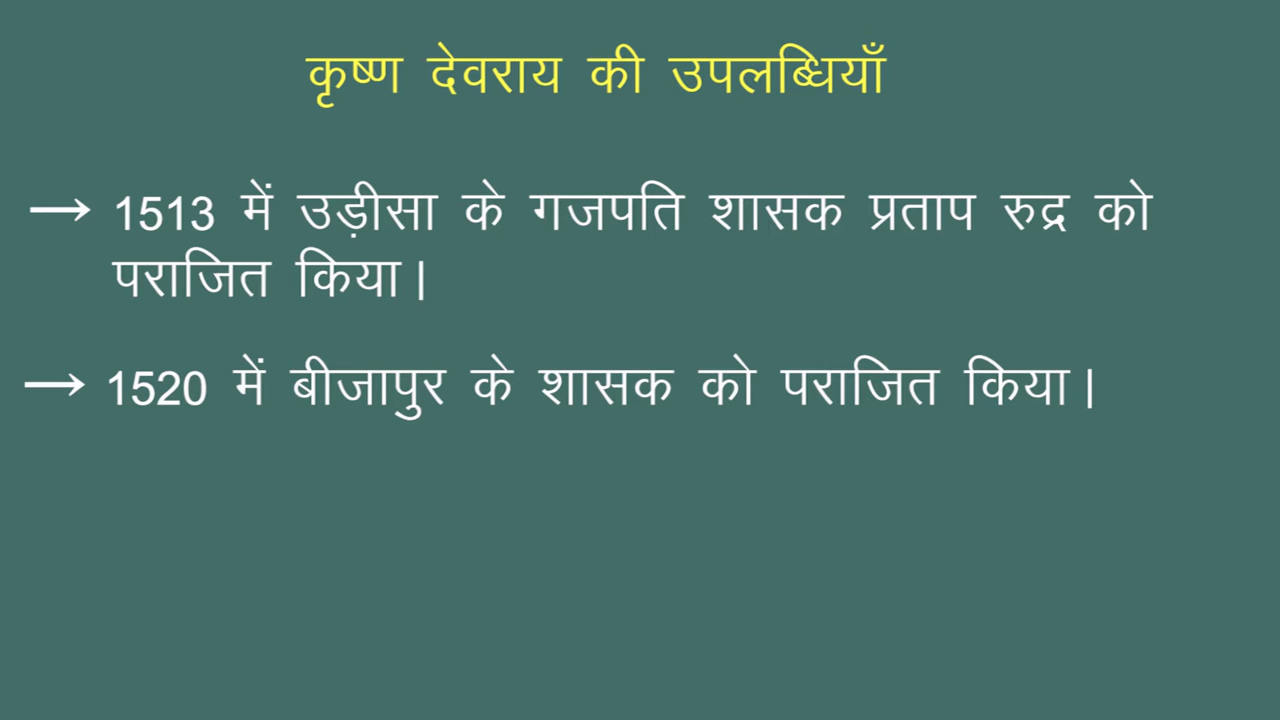 कृष्ण देवराय की उपलब्धियाँ
→ 1513 में उड़ीसा के गजपति शासक प्रताप रुद्र को
पराजित किया।
→ 1520 में बीजापुर के शासक को पराजित किया।